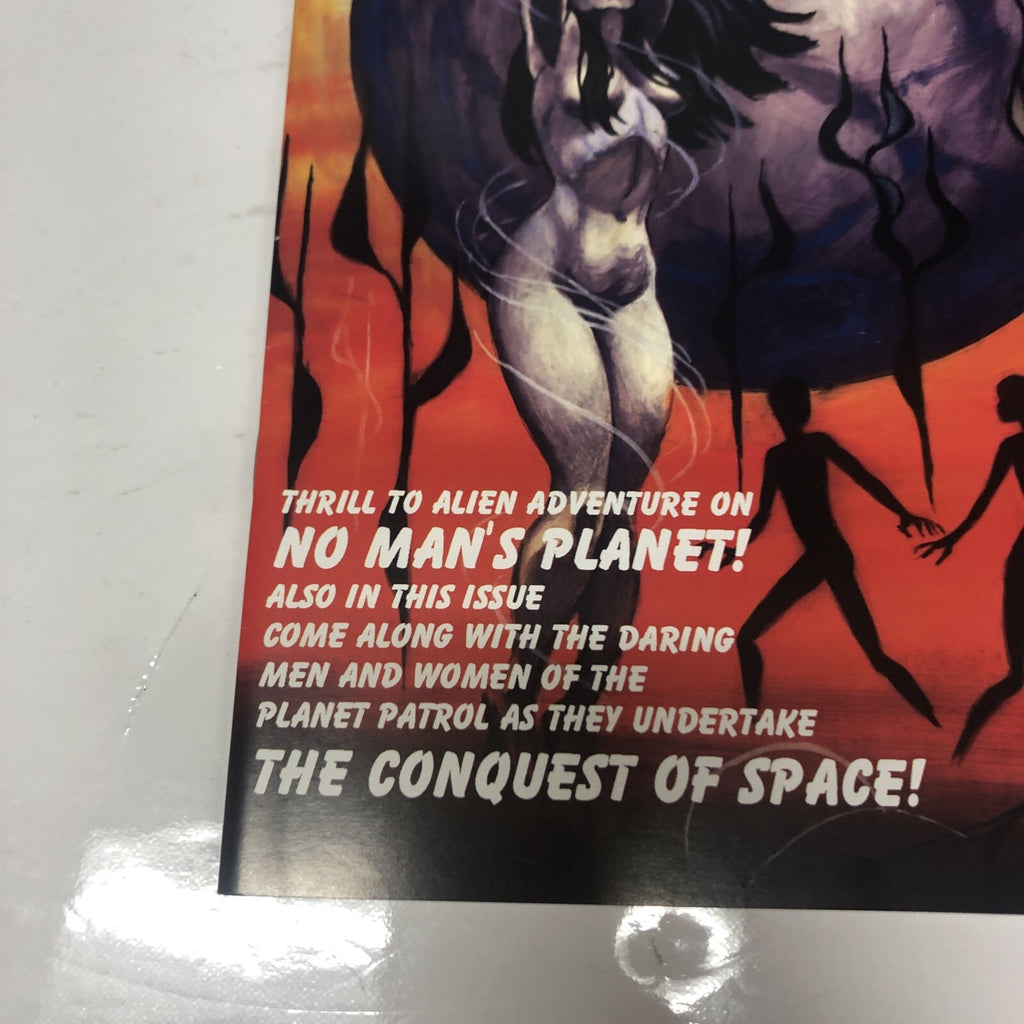 THRILL TO ALIEN ADVENTURE ON
NO MAN'S PLANET!
ALSO IN THIS ISSUE
COME ALONG WITH THE DARING
MEN AND WOMEN OF THE
PLANET PATROL AS THEY UNDERTAKE
THE CONQUEST OF SPACE!